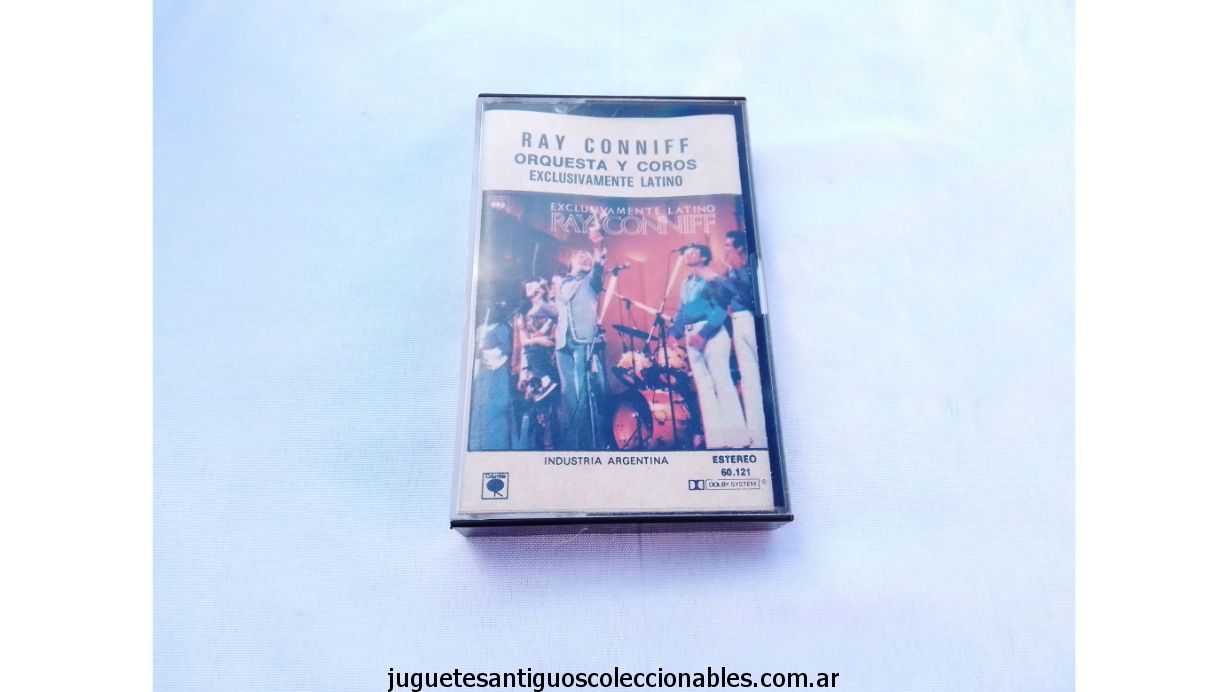 RAY CONNIFF
ORQUESTA Y COROS
EXCLUSIVAMENTE LATINO
EXCLUSIVAMENTE LATINO
RAY CONNIFF
INDUSTRIA ARGENTINA
ESTEREO
60.121
Columbia
DOLBY SYSTEM ®
juguetesantiguoscoleccionables.com.ar